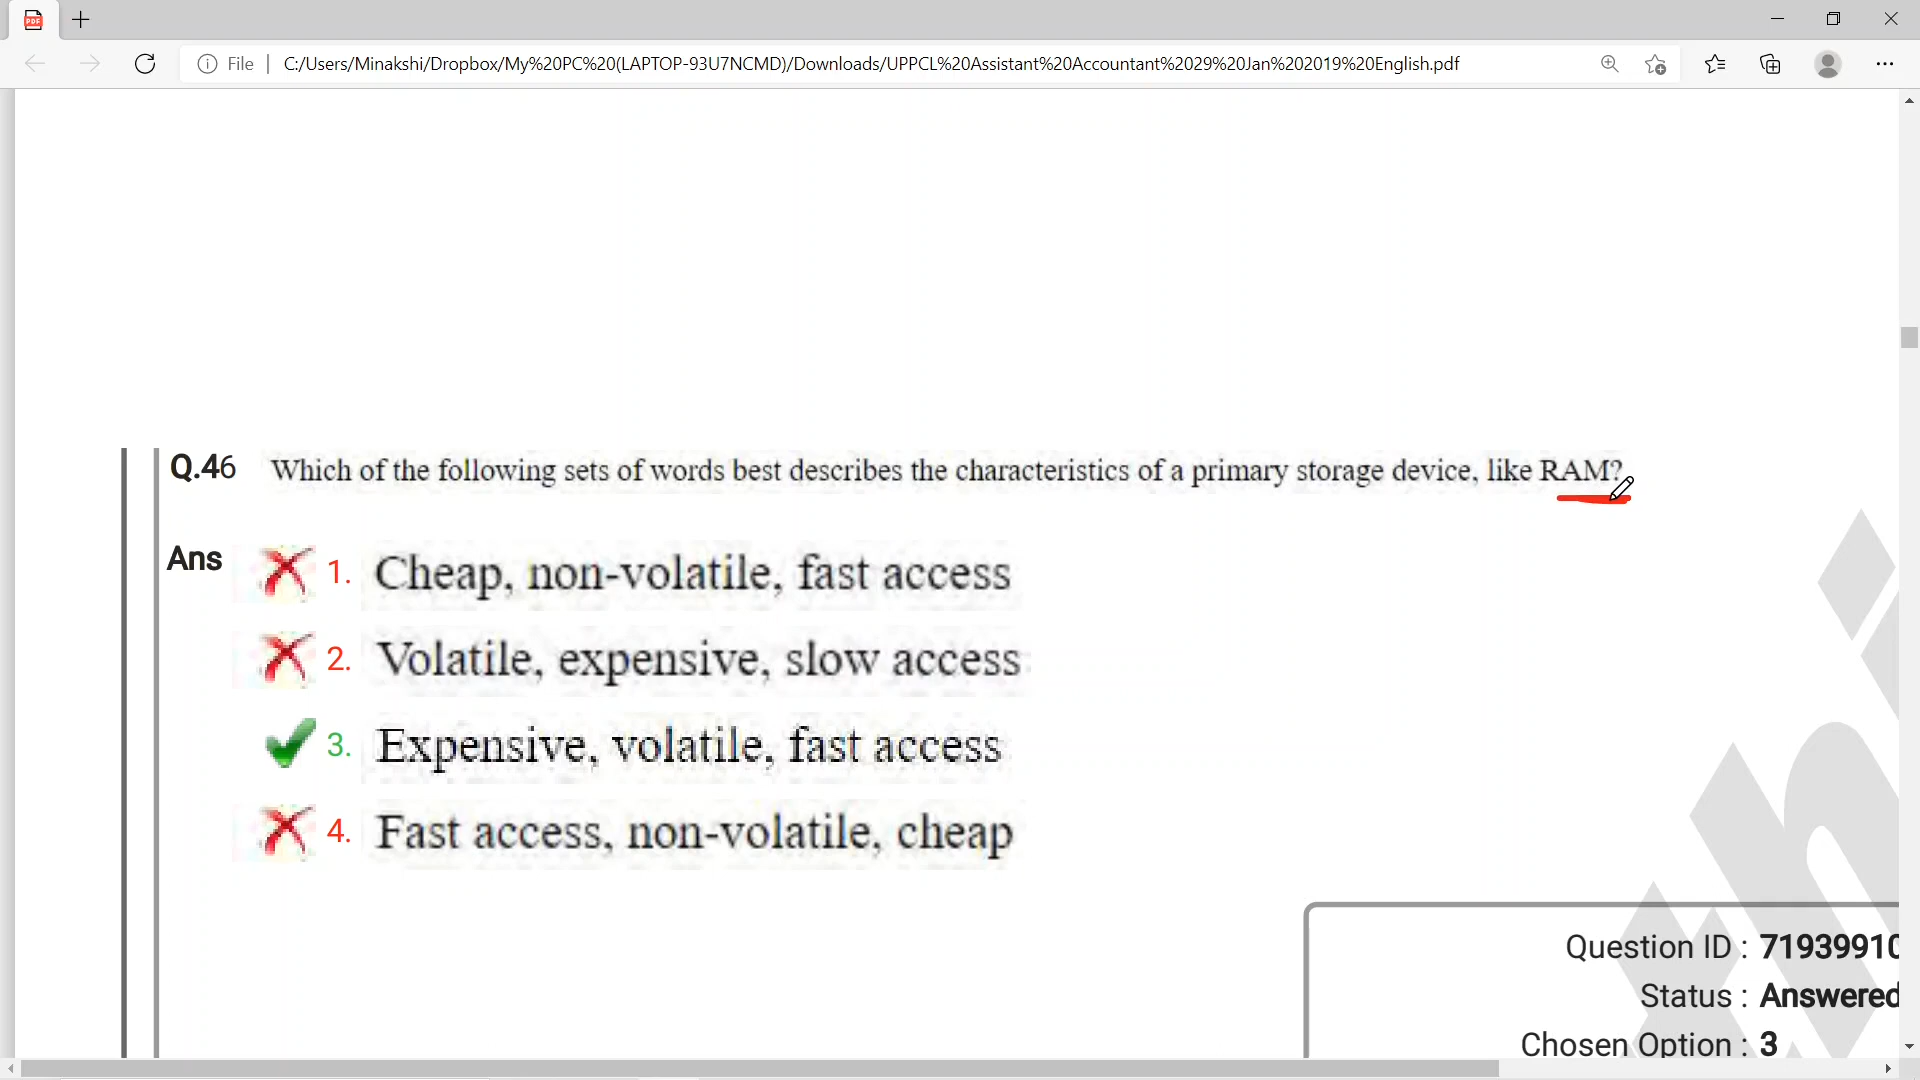 File
C:/Users/Minakshi/Dropbox/My%20PC%20(LAPTOP-93U7NCMD)/Downloads/UPPCL%20Assistant%20Accountant%2029%20Jan%202019%20English.pdf
Q.46 Which of the following sets of words best describes the characteristics of a primary storage device, like RAM?
Ans 1. Cheap, non-volatile, fast access
2. Volatile, expensive, slow access
3. Expensive, volatile, fast access
4. Fast access, non-volatile, cheap
Question ID : 71939910
Status : Answered
Chosen Option : 3